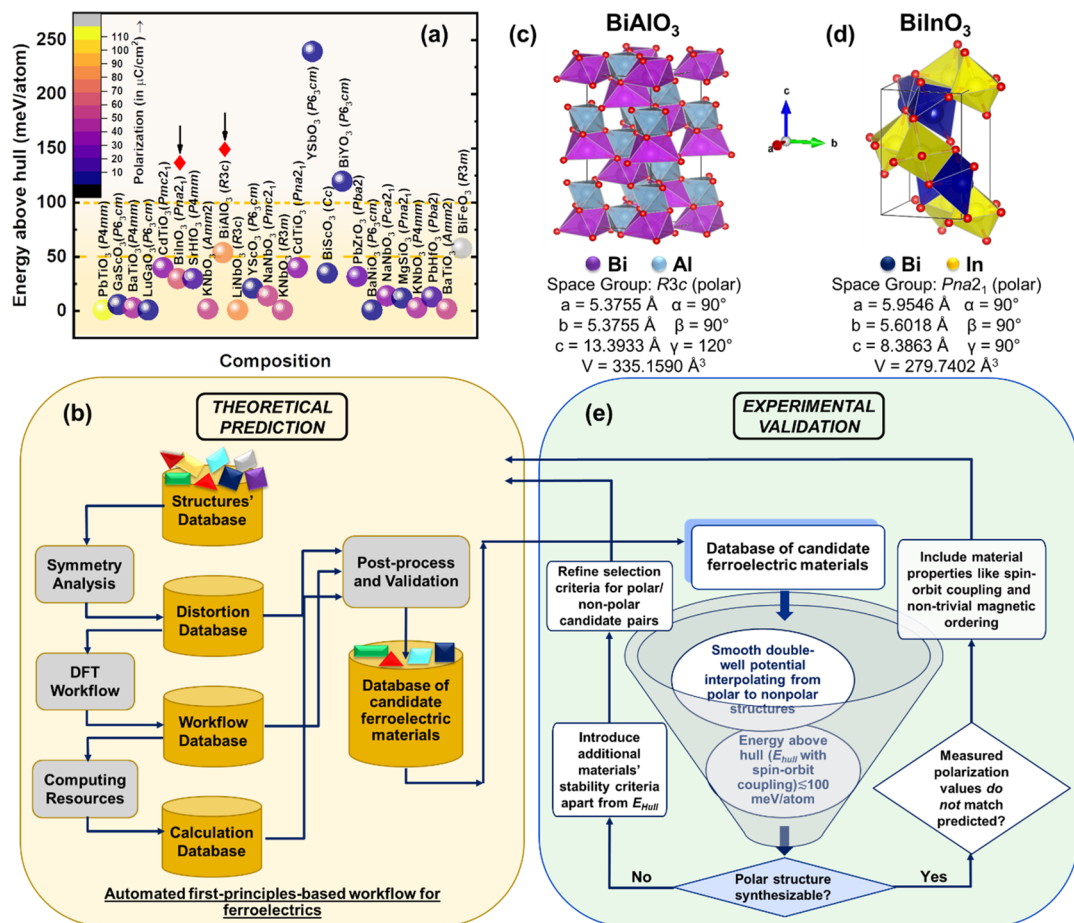 (a)
Energy above hull (meV/atom)
250
200
150
100
50
0
110
100
90
80
70
60
50
40
30
20
10
Polarization (in μC/cm²) →
PbTiO₃ (P4mm)
GaScO₃(P6₃cm)
BaTiO₃(P4mm)
LuGaO₃(P6₃cm)
CdTiO₃(Pmc2₁)
BiInO₃(Pna2₁)
SrHfO₃(P4mm)
KNbO₃(Amm2)
BiAlO₃(R3c)
LiNbO₃(R3c)
YScO₃(P6₃cm)
NaNbO₃(Pmc2₁)
KNbO₃(R3m)
CdTiO₃(Pna2₁)
YSbO₃(P6₃cm)
BiScO₃(Cc)
BiYO₃(P6₃cm)
PbZrO₃(Pba2)
BaNiO₃(P6₃cm)
NaNbO₃(Pca2₁)
MgSiO₃(Pna2₁)
KNbO₃(P4mm)
PbHfO₃(Pba2)
BaTiO₃(Amm2)
BiFeO₃(R3m)
Composition
(c)
BiAlO₃
Bi Al
Space Group: R3c (polar)
a = 5.3755 Å α = 90°
b = 5.3755 Å β = 90°
c = 13.3933 Å γ = 120°
V = 335.1590 Å³
c
a
b
(d)
BiInO₃
Bi In
Space Group: Pna2₁ (polar)
a = 5.9546 Å α = 90°
b = 5.6018 Å β = 90°
c = 8.3863 Å γ = 90°
V = 279.7402 Å³
(b)
THEORETICAL
PREDICTION
Structures'
Database
Symmetry
Analysis
Distortion
Database
DFT
Workflow
Workflow
Database
Computing
Resources
Calculation
Database
Post-process
and Validation
Database of
candidate
ferroelectric
materials
Automated first-principles-based workflow for
ferroelectrics
(e)
EXPERIMENTAL
VALIDATION
Database of candidate
ferroelectric materials
Refine selection
criteria for polar/
non-polar
candidate pairs
Include material
properties like spin-
orbit coupling and
non-trivial magnetic
ordering
Smooth double-
well potential
interpolating from
polar to nonpolar
structures
Energy above
hull (E_hull with
spin-orbit
coupling)≲100
meV/atom
Introduce
additional
materials'
stability criteria
apart from E_Hull
Measured
polarization
values do
not match
predicted?
No
Polar structure
synthesizable?
Yes